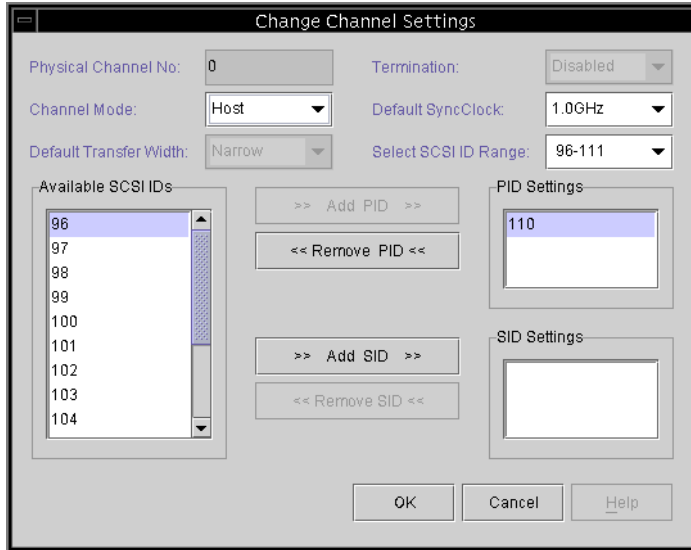 Change Channel Settings
Physical Channel No: 0 Termination: Disabled
Channel Mode: Host Default SyncClock: 1.0GHz
Default Transfer Width: Narrow Select SCSI ID Range: 96-111
Available SCSI IDs
96
97
98
99
100
101
102
103
104
>> Add PID >>
<< Remove PID <<
>> Add SID >>
<< Remove SID <<
PID Settings
110
SID Settings
OK Cancel Help